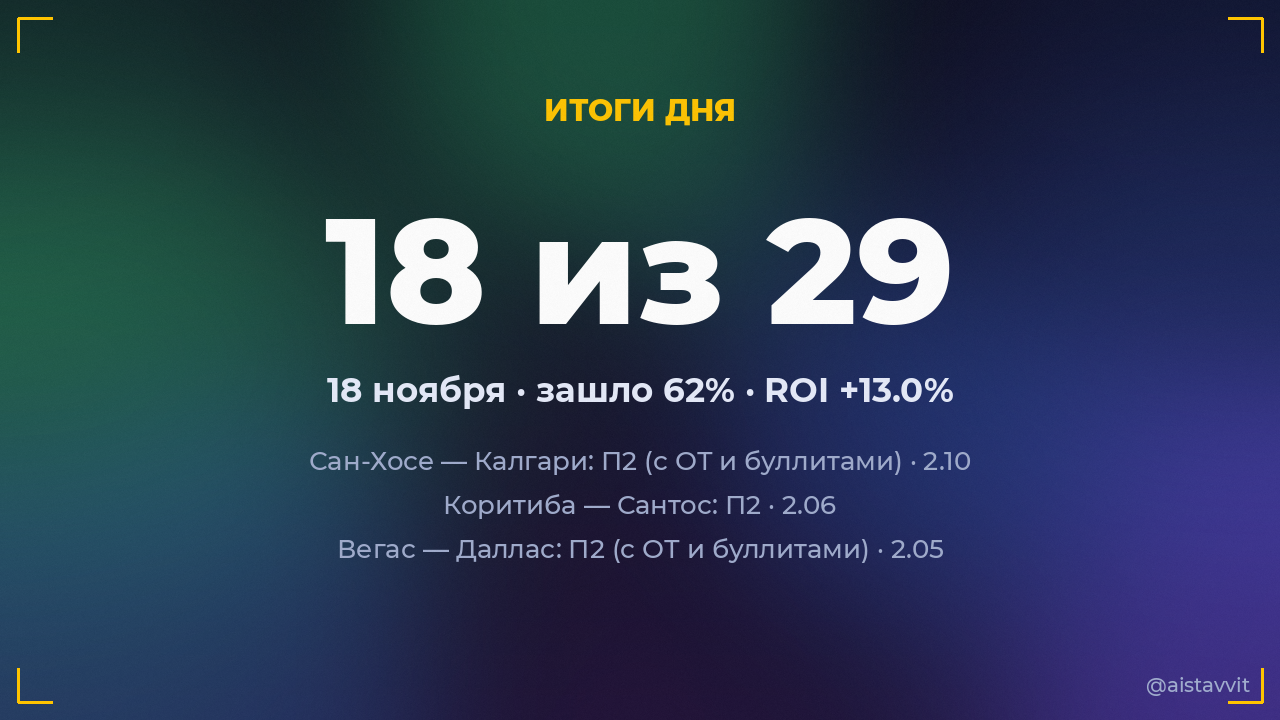 ИТОГИ ДНЯ
18 из 29
18 ноября · зашло 62% · ROI +13.0%
Сан-Хосе — Калгари: П2 (с ОТ и буллитами) · 2.10
Коритиба — Сантос: П2 · 2.06
Вегас — Даллас: П2 (с ОТ и буллитами) · 2.05
@aistavvit